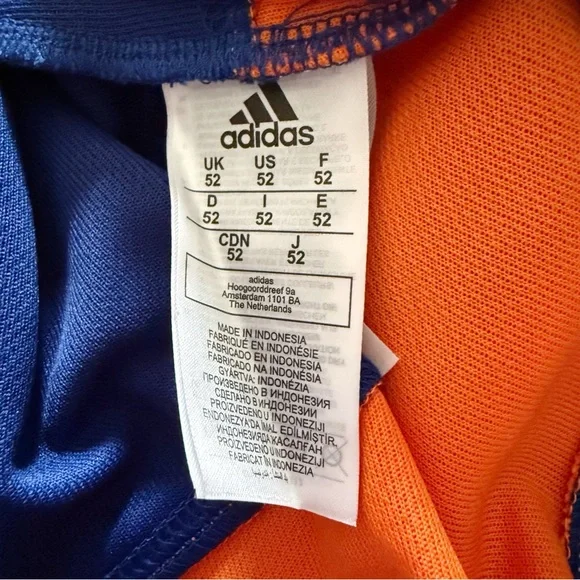 adidas
UK US F
52 52 52
D I E
52 52 52
CDN J
52 52
adidas
Hoogoorddreef 9a
Amsterdam 1101 BA
The Netherlands
MADE IN INDONESIA
FABRIQUÉ EN INDONÉSIE
FABRICADO EN INDONESIA
FABRICADO NA INDONÉSIA
GYÁRTVA: INDONÉZIA
ПРОИЗВЕДЕНО В ИНДОНЕЗИЯ
СДЕЛАНО В ИНДОНЕЗИИ
PROIZVEDENO U INDONEZIJI
ENDONEZYA'DA IMAL EDİLMİŞTİR
ИНДОНЕЗИЯДА ЖАСАЛҒАН
PROIZVEDENO U INDONEZIJI
FABRICAT ÎN INDONEZIA